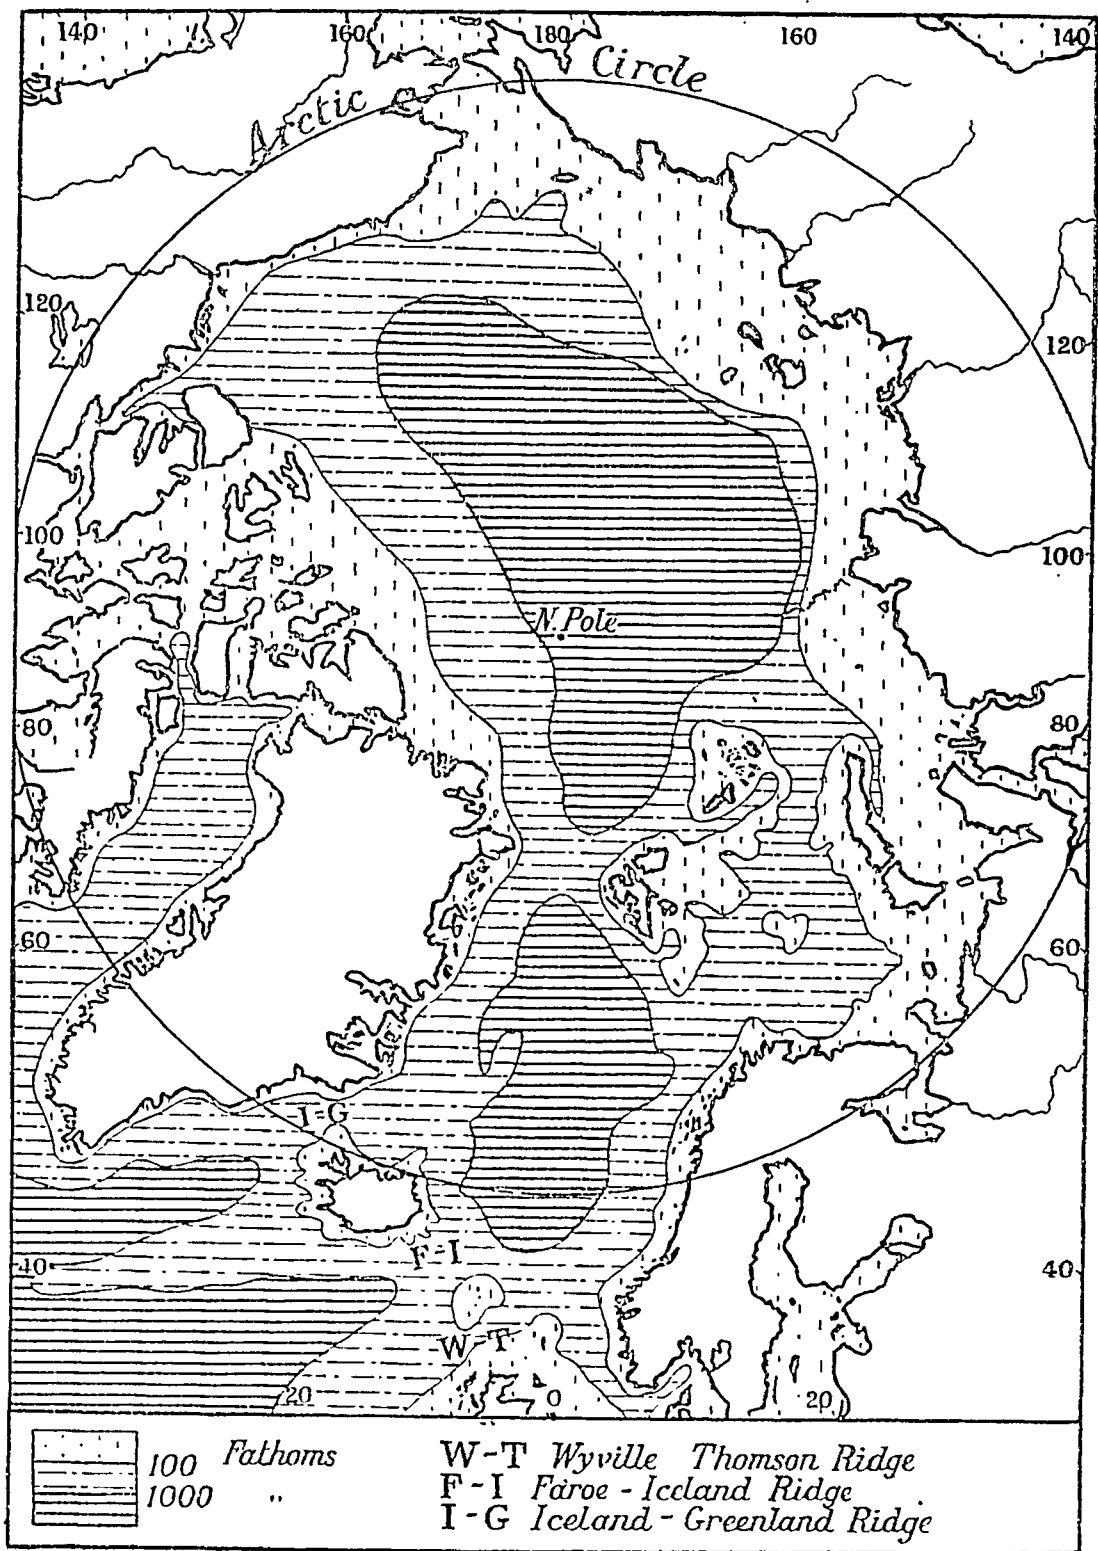 140 160 180 160 140
Arctic Circle
120
120
100
100
N. Pole
80
80
60
60
I-G
F-I
40
40
W-T
20 0 20
100 Fathoms
1000 "
W-T Wyville Thomson Ridge
F-I Faroe-Iceland Ridge
I-G Iceland-Greenland Ridge